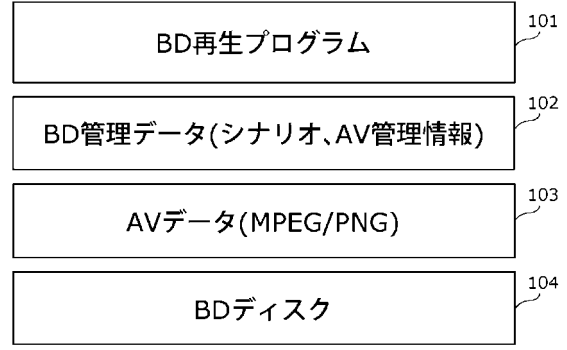 BD再生プログラム
101
BD管理データ(シナリオ、AV管理情報)
102
AVデータ(MPEG/PNG)
103
BDディスク
104